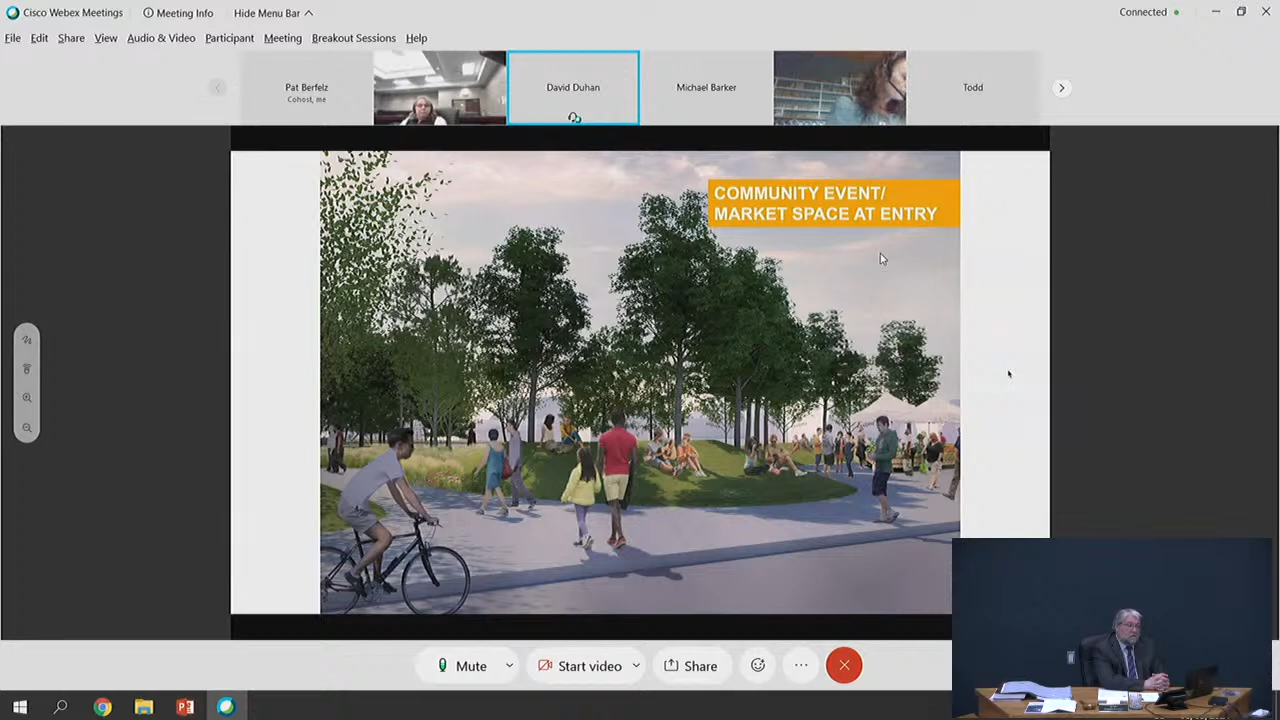 Cisco Webex Meetings
Meeting Info
Hide Menu Bar
Connected
File Edit Share View Audio & Video Participant Meeting Breakout Sessions Help
Pat Berfelz
Cohost, me
David Duhan
Michael Barker
Todd
COMMUNITY EVENT/
MARKET SPACE AT ENTRY
Mute
Start video
Share